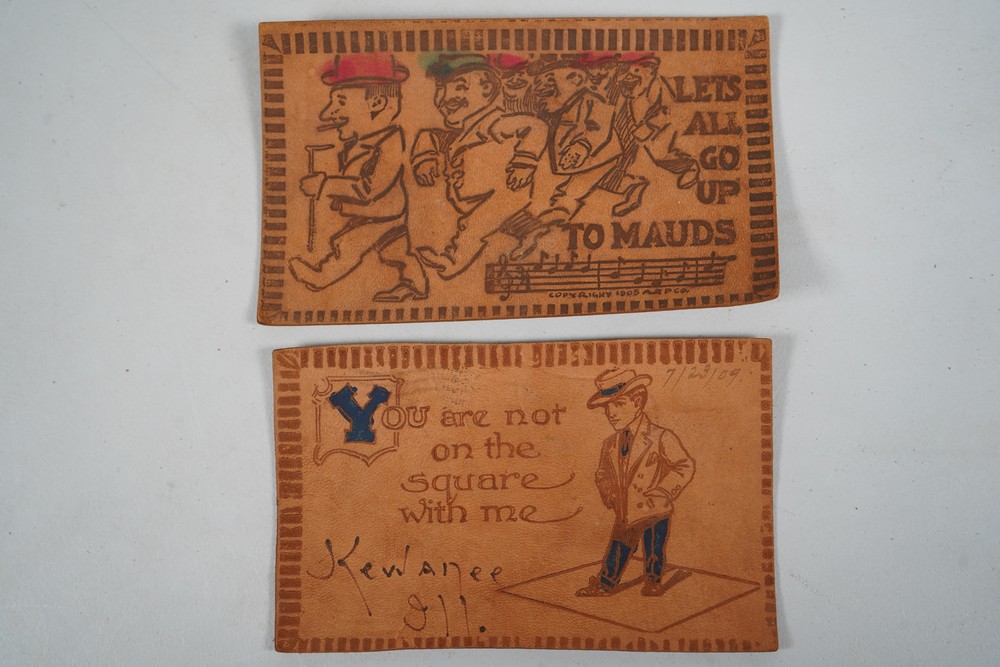 LETS
ALL
GO
UP
TO MAUDS
COPYRIGHT 1905 
7/23/09.
YOU are not
on the
square
with me
Kewanee
Ill.